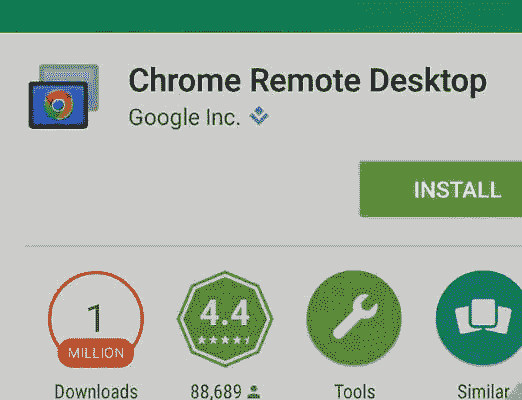 Chrome Remote Desktop
Google Inc.
INSTALL
1
MILLION
4.4
Downloads
88,689
Tools
Similar